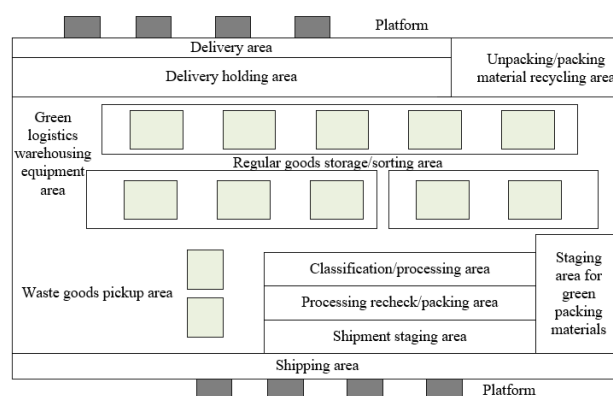 Platform
Delivery area
Delivery holding area
Unpacking/packing
material recycling area
Green
logistics
warehousing
equipment
area
Regular goods storage/sorting area
Waste goods pickup area
Classification/processing area
Processing recheck/packing area
Shipment staging area
Staging
area for
green
packing
materials
Shipping area
Platform